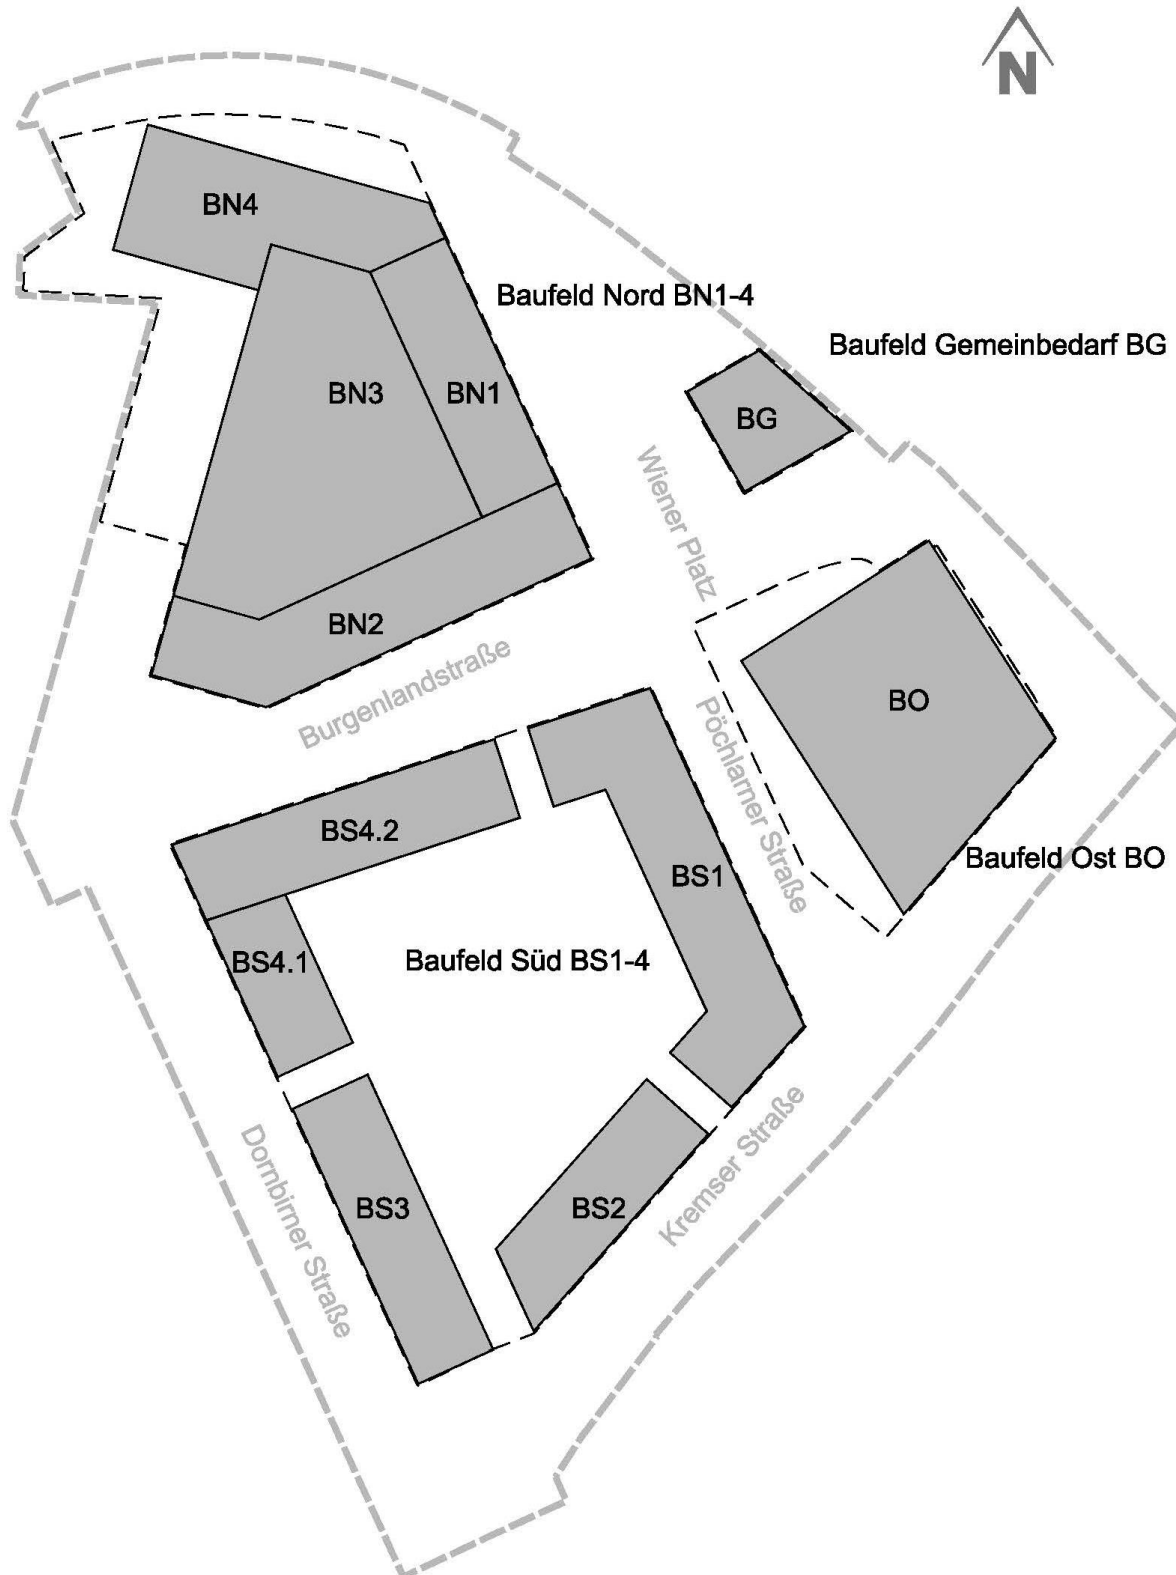 N
BN4
Baufeld Nord BN1-4
Baufeld Gemeinbedarf BG
BN3
BN1
BG
Wiener Platz
BN2
Burgenlandstraße
BO
Pöchlarner Straße
BS4.2
Baufeld Ost BO
BS1
BS4.1
Baufeld Süd BS1-4
Dornbirner Straße
BS3
BS2
Kremser Straße